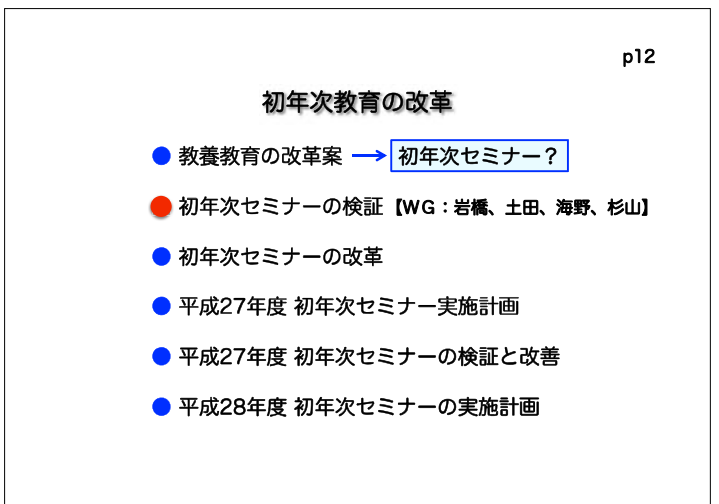 p12
初年次教育の改革
教養教育の改革案 → 初年次セミナー？
初年次セミナーの検証【WG：岩橋、土田、海野、杉山】
初年次セミナーの改革
平成27年度 初年次セミナー実施計画
平成27年度 初年次セミナーの検証と改善
平成28年度 初年次セミナーの実施計画